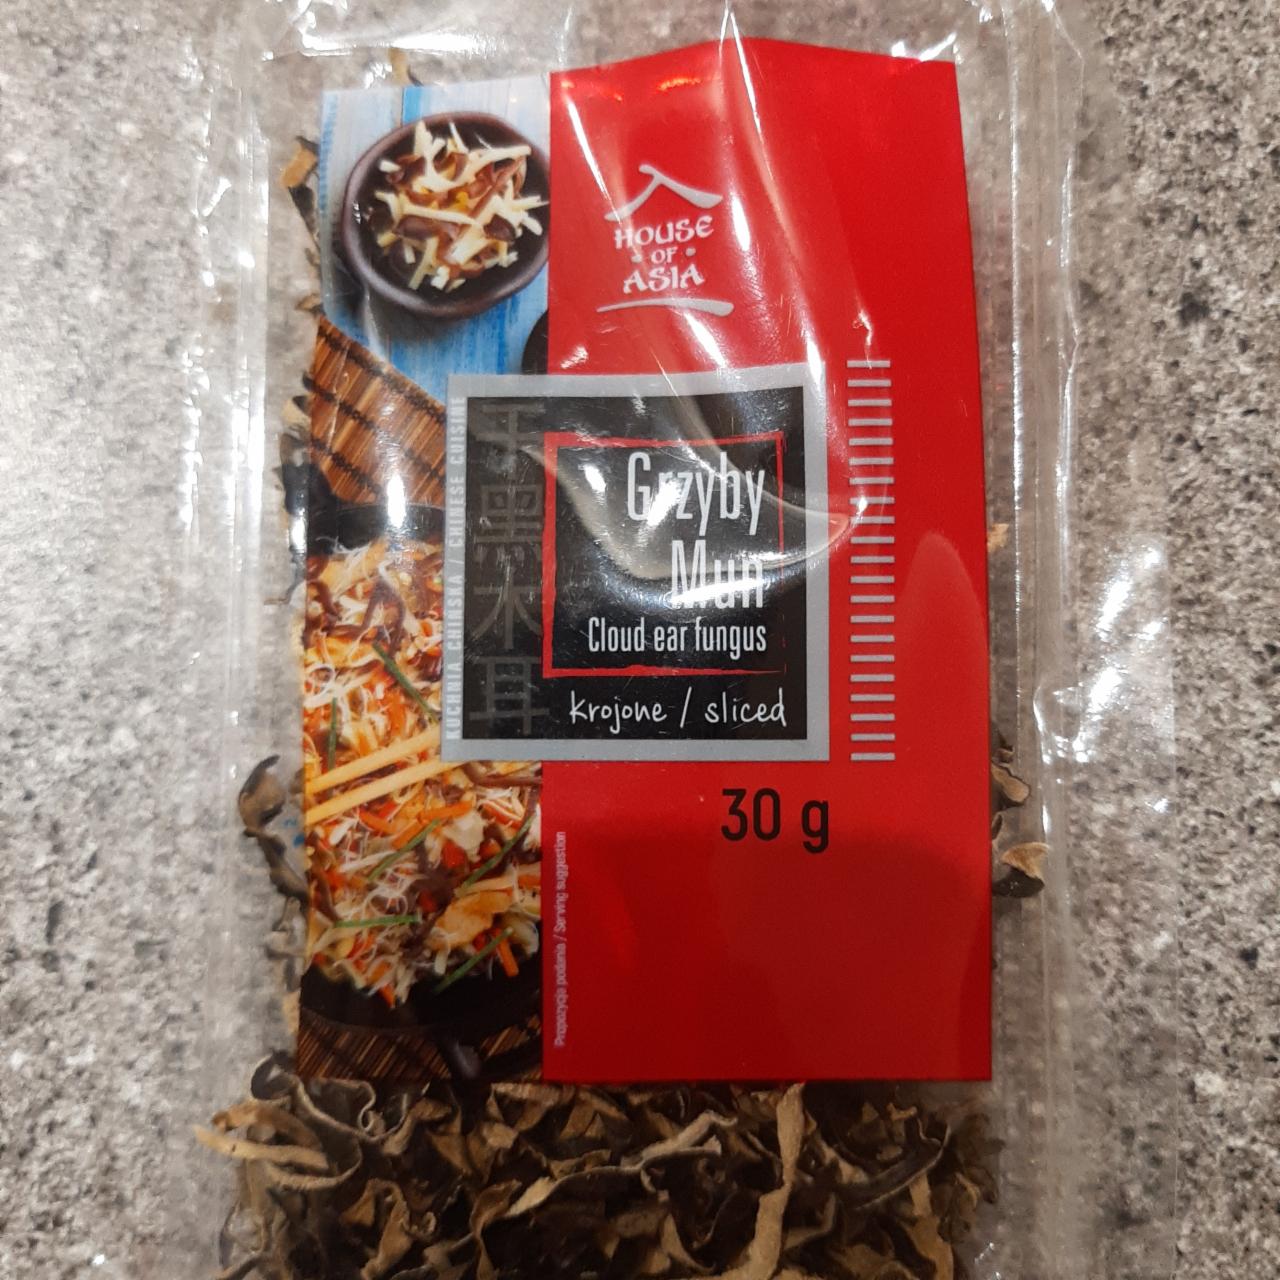 HOUSE
OF
ASIA
KUCHNIA CHIŃSKA / CHINESE CUISINE
干黑木耳
Grzyby
Mun
Cloud ear fungus
krojone / sliced
30 g
Propozycja podania / Serving suggestion